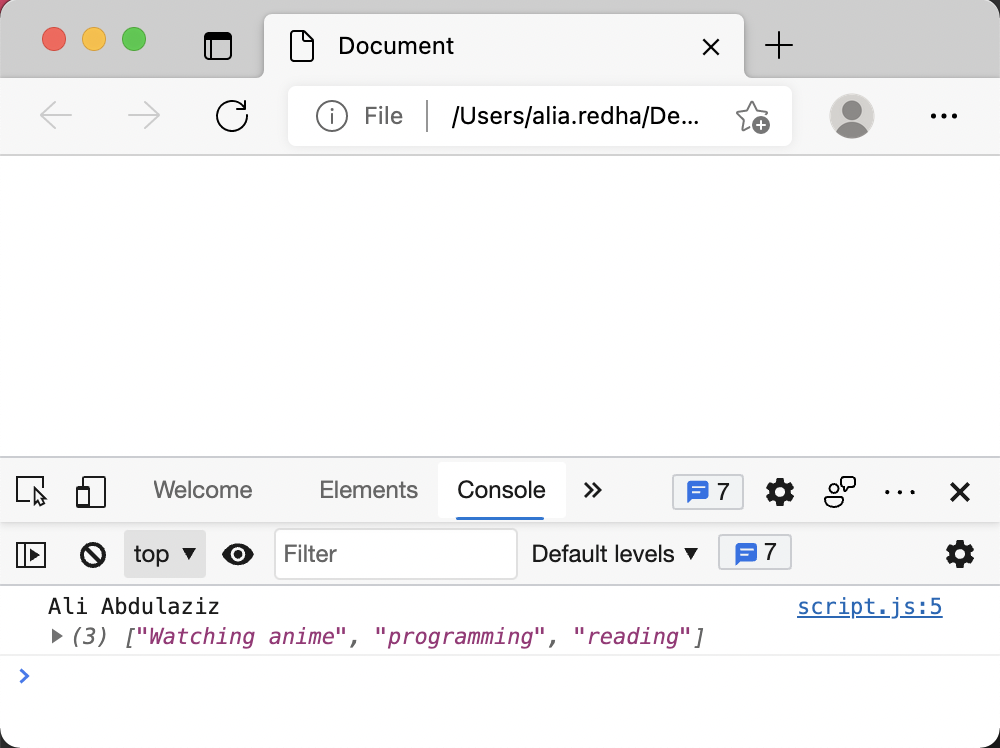 Document
File | /Users/alia.redha/De...
Welcome Elements Console 7
top Filter Default levels 7
Ali Abdulaziz script.js:5
(3) ["Watching anime", "programming", "reading"]